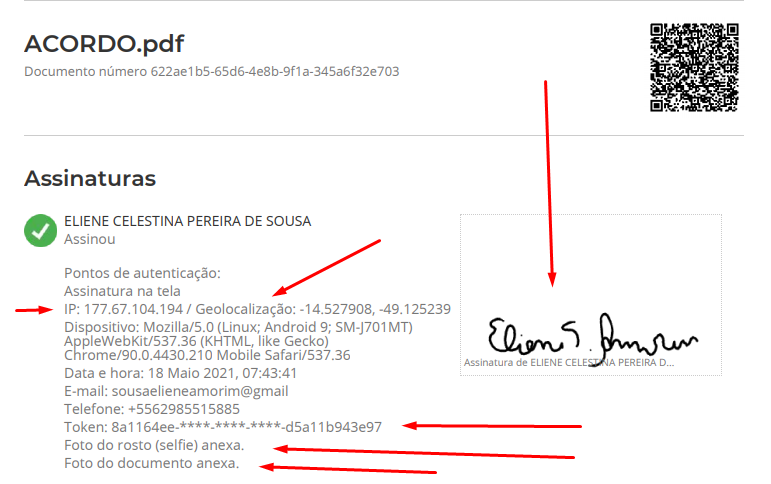 ACORDO.pdf
Documento número 622ae1b5-65d6-4e8b-9f1a-345a6f32e703
Assinaturas
ELIENE CELESTINA PEREIRA DE SOUSA
Assinou
Pontos de autenticação:
Assinatura na tela
IP: 177.67.104.194 / Geolocalização: -14.527908, -49.125239
Dispositivo: Mozilla/5.0 (Linux; Android 9; SM-J701MT)
AppleWebKit/537.36 (KHTML, like Gecko)
Chrome/90.0.4430.210 Mobile Safari/537.36
Data e hora: 18 Maio 2021, 07:43:41
E-mail: sousaelieneamorim@gmail
Telefone: +5562985515885
Token: 8a1164ee-****-****-****-d5a11b943e97
Foto do rosto (selfie) anexa.
Foto do documento anexa.
Eliene
Assinatura de ELIENE CELESTINA PEREIRA D...